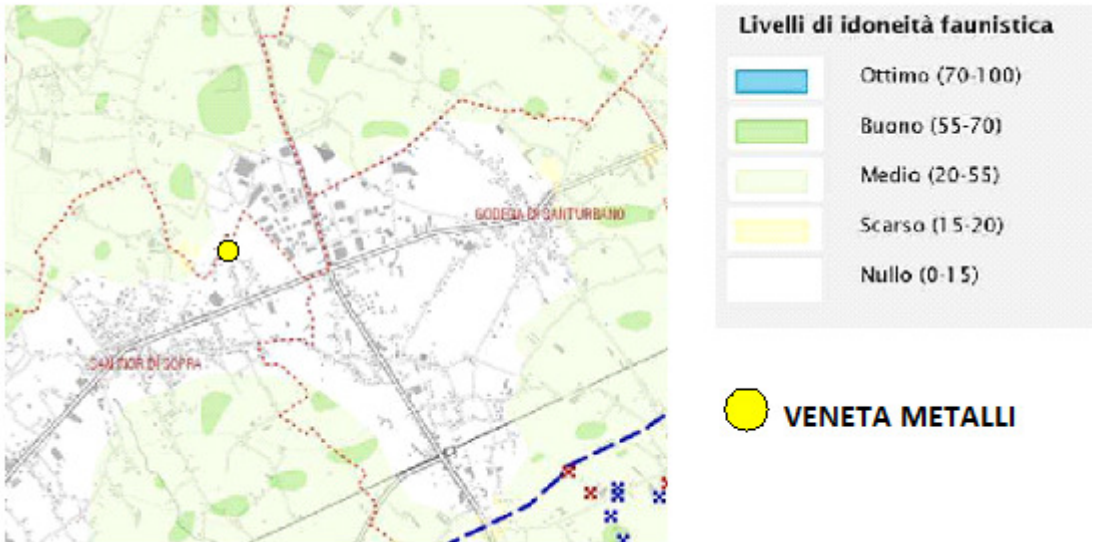 Livelli di idoneità faunistica
Ottimo (70-100)
Buono (55-70)
Medio (20-55)
Scarso (15-20)
Nullo (0-15)
GODEGA DI SANT'URBANO
SAN FIOR DI SOPRA
VENETA METALLI